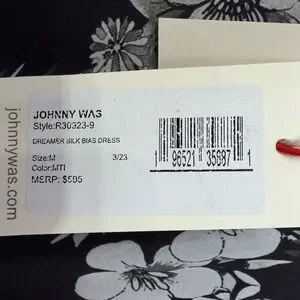 johnnywas.com
JOHNNY WAS
Style:R30323-9
DREAMER SILK BIAS DRESS
Size:M 3/23
Color:MTI
MSRP: $595
1 96521 35687 1